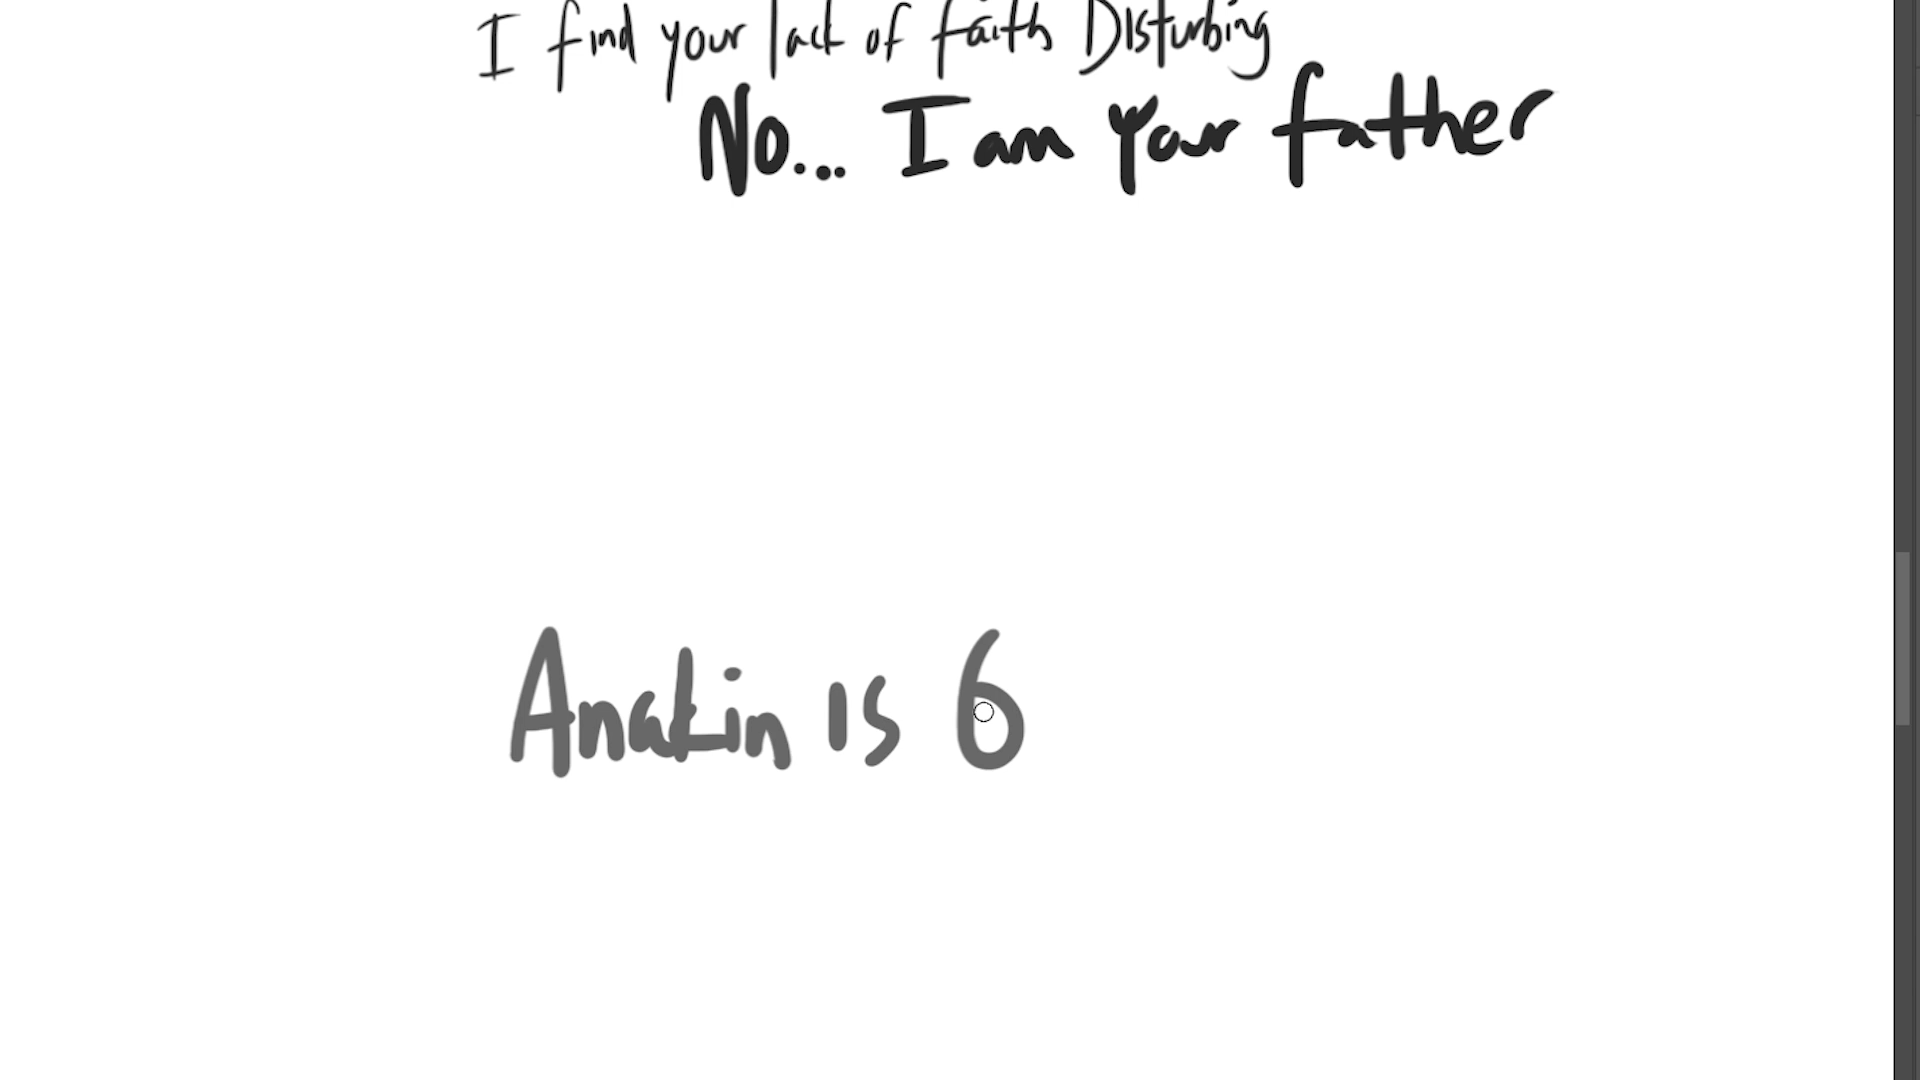 I find your lack of faith Disturbing
No... I am your father
Anakin is 6